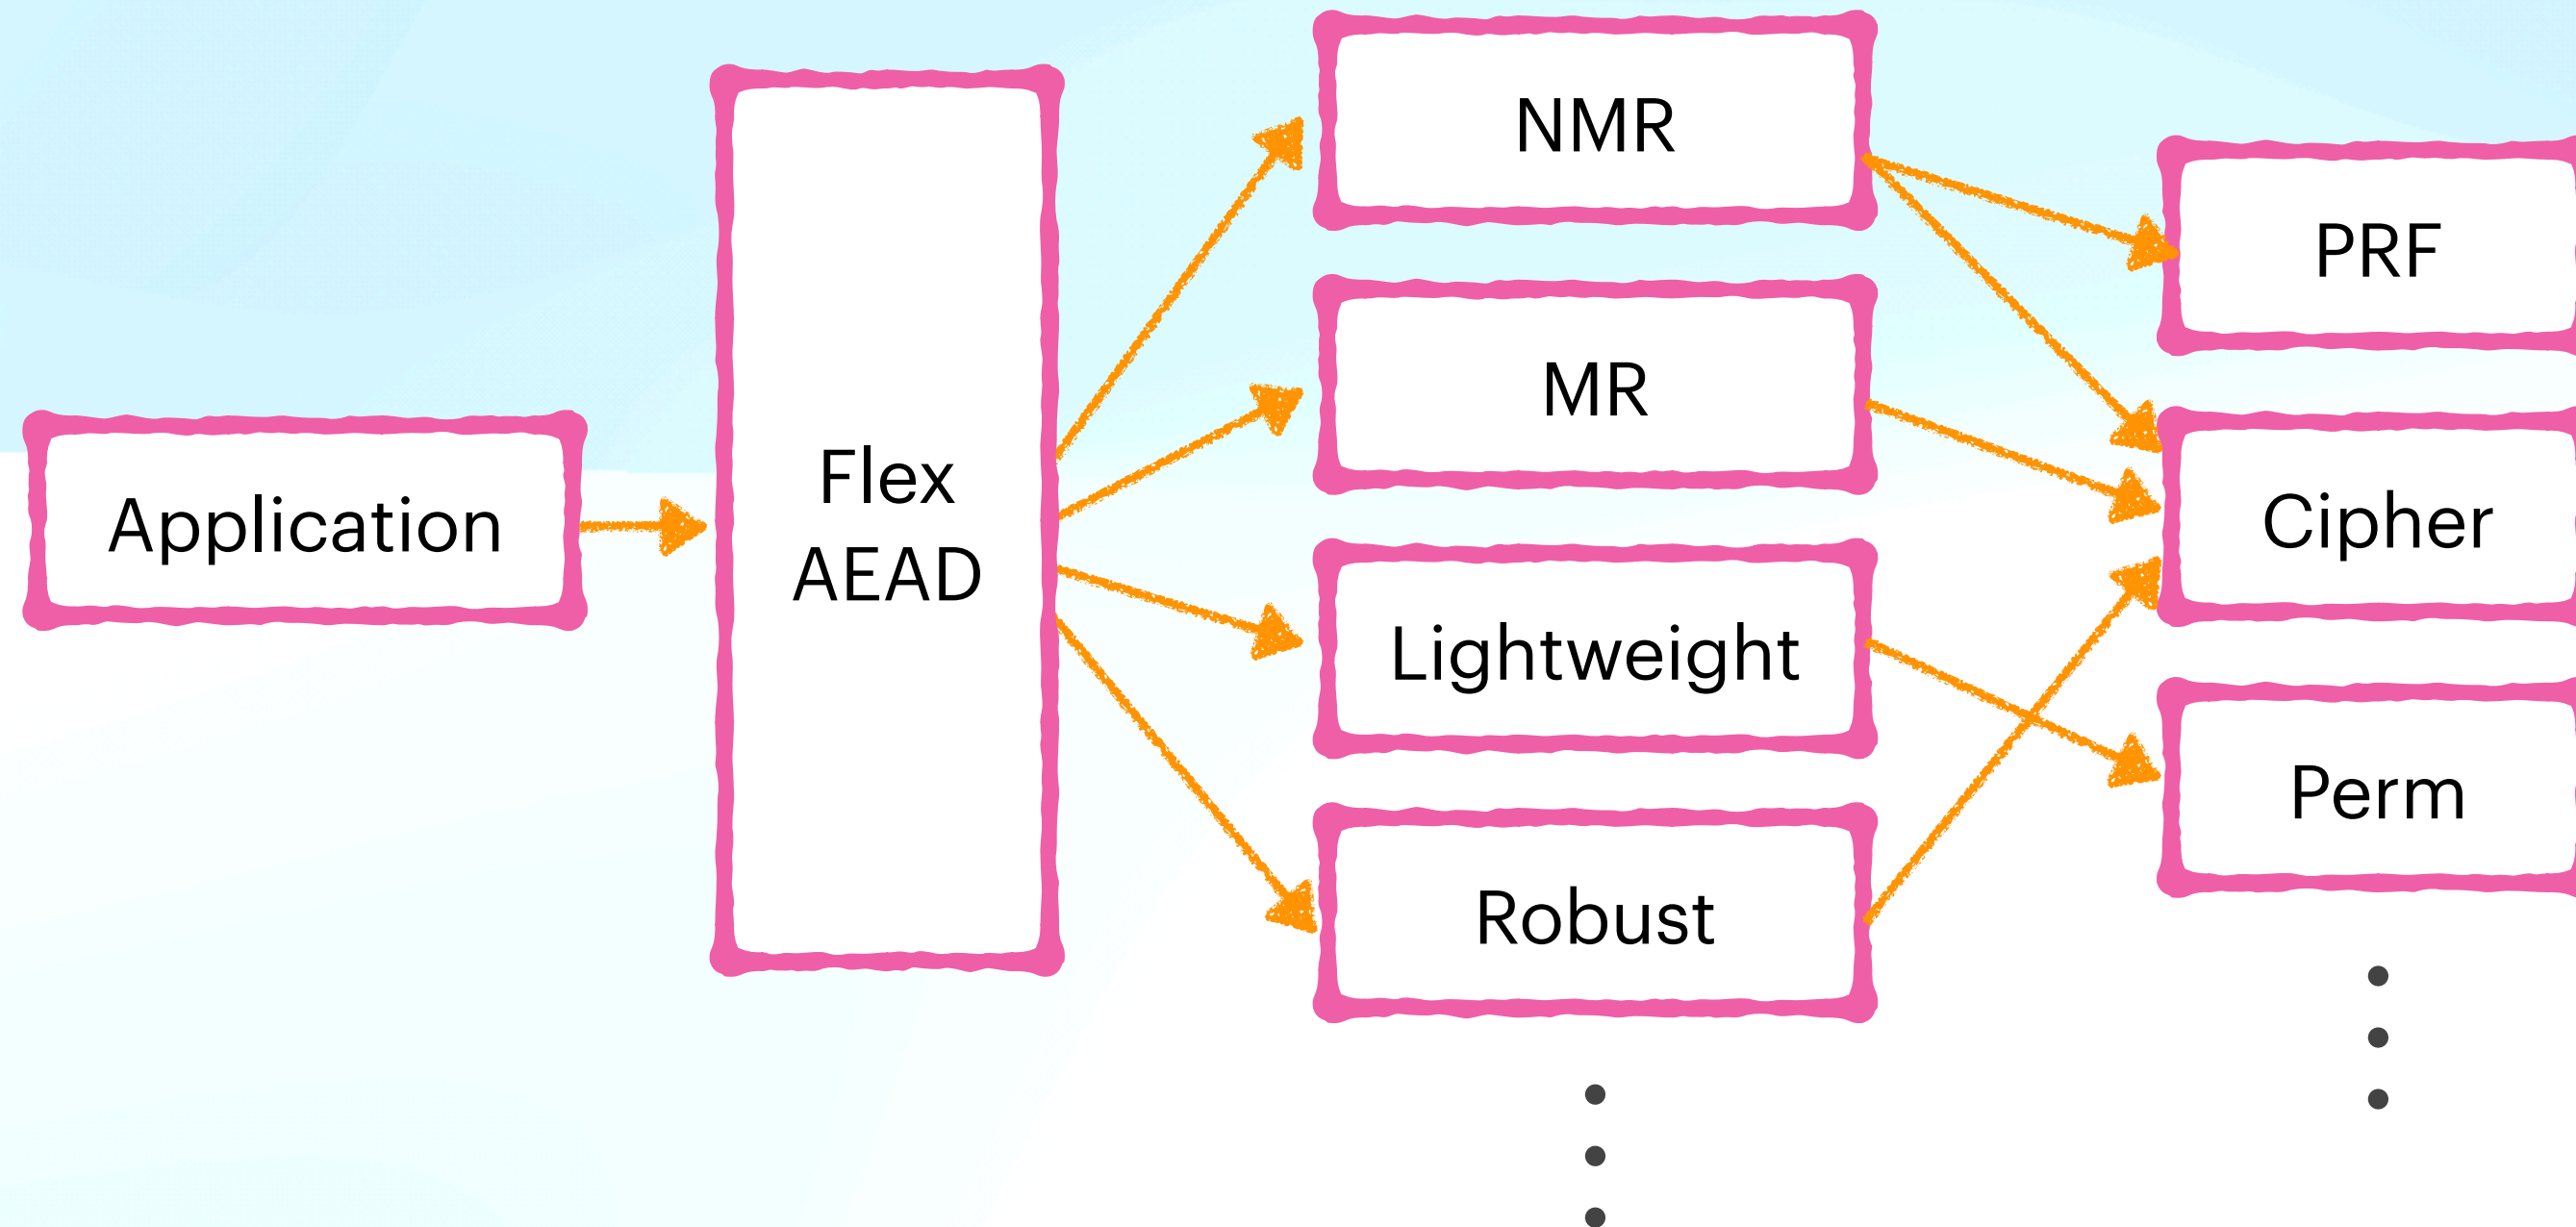 Application
Flex
AEAD
NMR
MR
Lightweight
Robust
PRF
Cipher
Perm